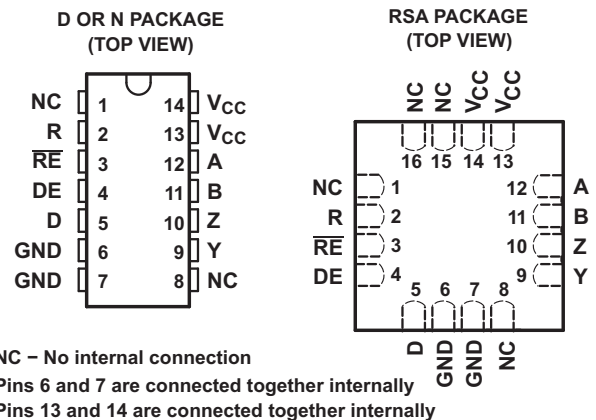 D OR N PACKAGE
(TOP VIEW)
NC 1 14 VCC
R 2 13 VCC
RE 3 12 A
DE 4 11 B
D 5 10 Z
GND 6 9 Y
GND 7 8 NC
RSA PACKAGE
(TOP VIEW)
NC NC VCC VCC
16 15 14 13
NC 1 12 A
R 2 11 B
RE 3 10 Z
DE 4 9 Y
5 6 7 8
D GND GND NC
NC − No internal connection
Pins 6 and 7 are connected together internally
Pins 13 and 14 are connected together internally